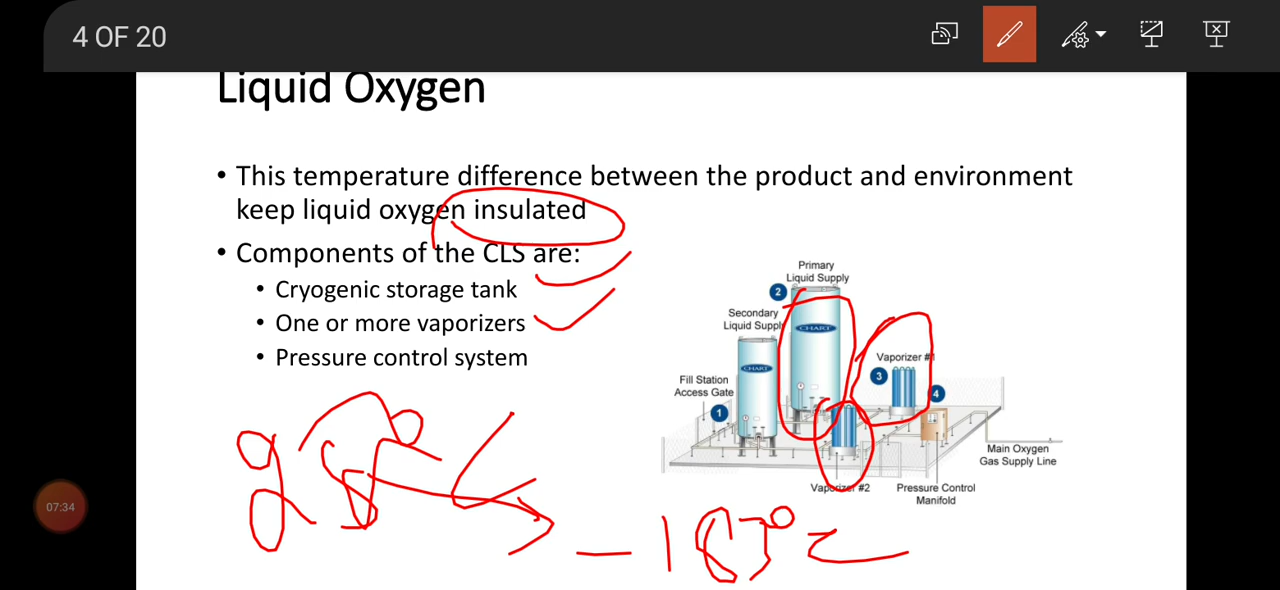 4 OF 20
Liquid Oxygen
• This temperature difference between the product and environment
keep liquid oxygen insulated
• Components of the CLS are:
• Cryogenic storage tank
• One or more vaporizers
• Pressure control system
Primary
Liquid Supply
2
Secondary
Liquid Supply
CHART
Vaporizer #1
3
CHART
Fill Station
Access Gate
4
1
Main Oxygen
Gas Supply Line
Vaporizer #2
Pressure Control
Manifold
07:34
-183°C